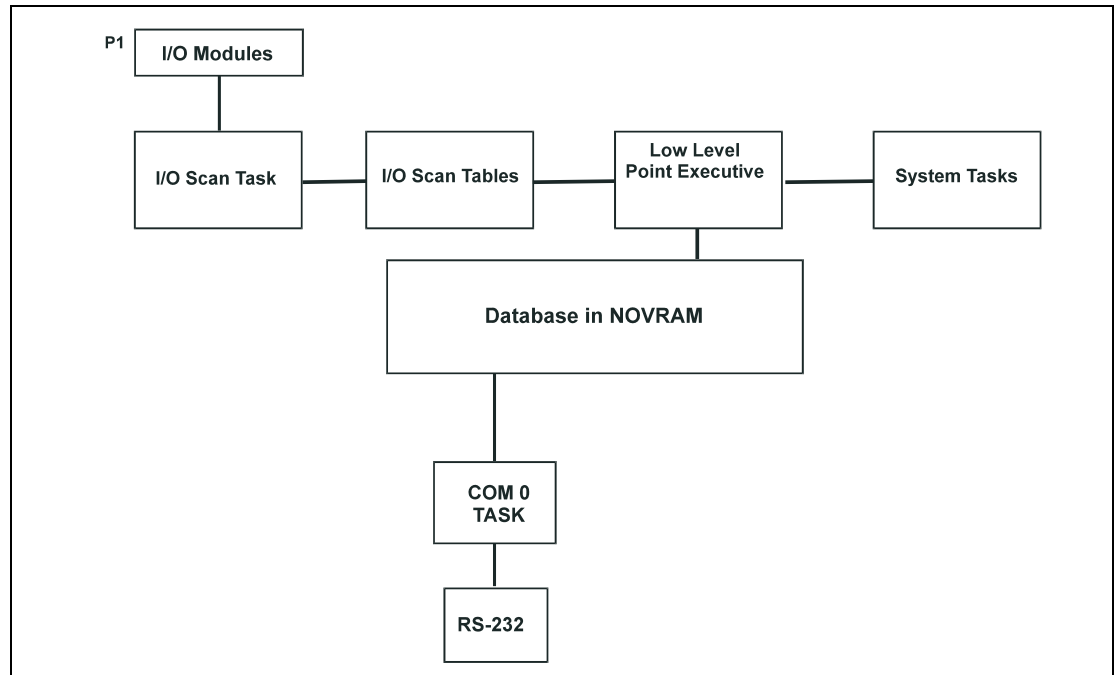 P1
I/O Modules
I/O Scan Task
I/O Scan Tables
Low Level
Point Executive
System Tasks
Database in NOVRAM
COM 0
TASK
RS-232